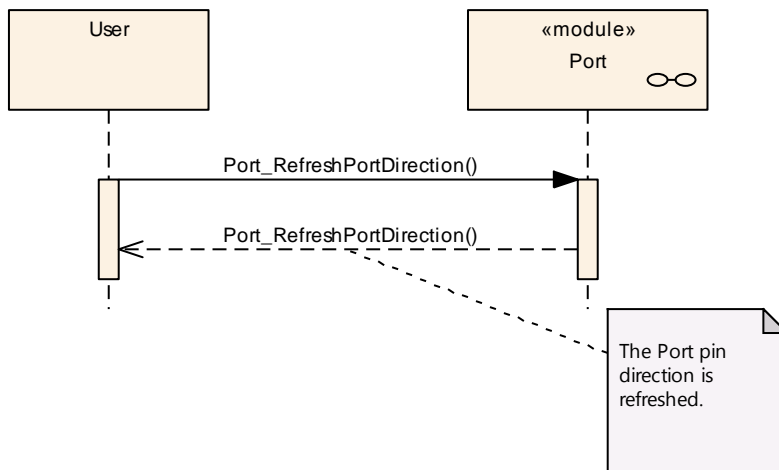 User
«module»
Port
Port_RefreshPortDirection()
Port_RefreshPortDirection()
The Port pin
direction is
refreshed.